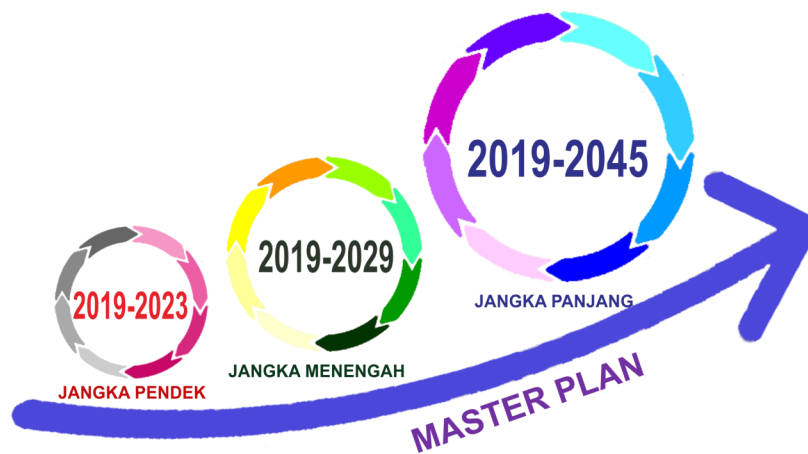 2019-2023
JANGKA PENDEK
2019-2029
JANGKA MENENGAH
2019-2045
JANGKA PANJANG
MASTER PLAN